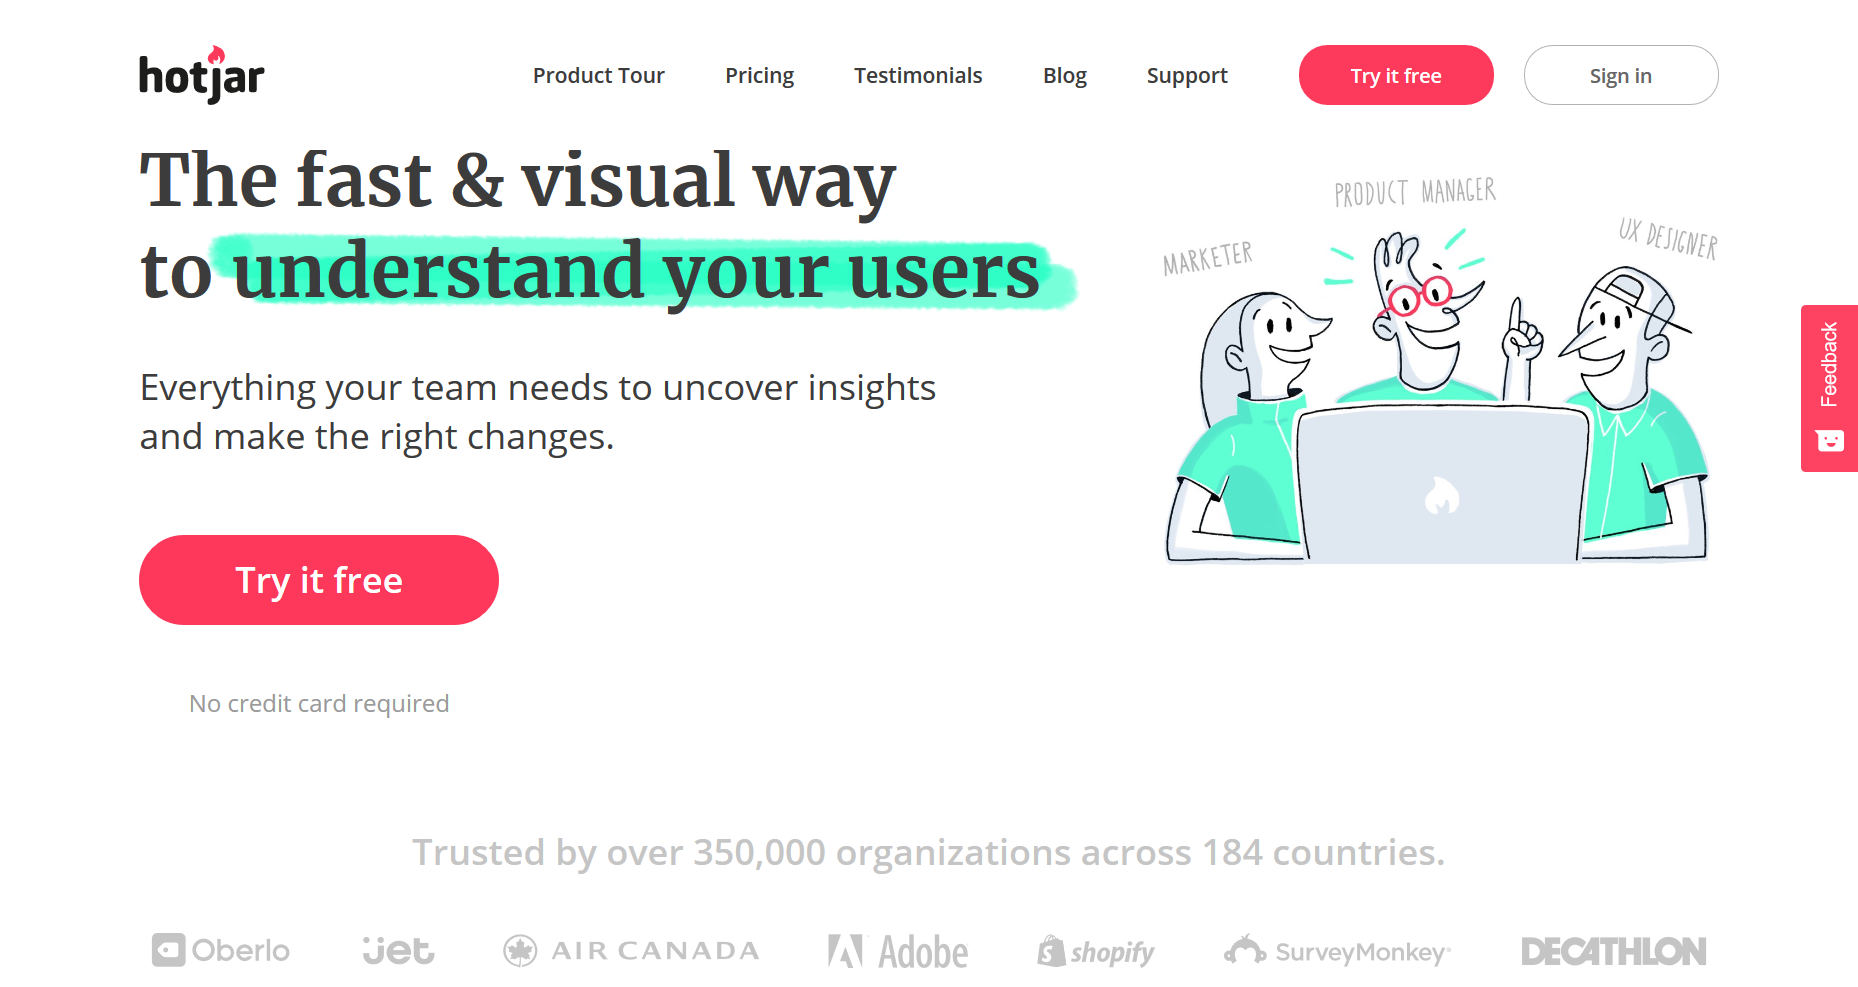 hotjar
Product Tour
Pricing
Testimonials
Blog
Support
Try it free
Sign in
The fast & visual way
to understand your users
Everything your team needs to uncover insights
and make the right changes.
Try it free
No credit card required
MARKETER
PRODUCT MANAGER
UX DESIGNER
Feedback
Trusted by over 350,000 organizations across 184 countries.
Oberlo
jet
AIR CANADA
Adobe
shopify
SurveyMonkey
DECATHLON